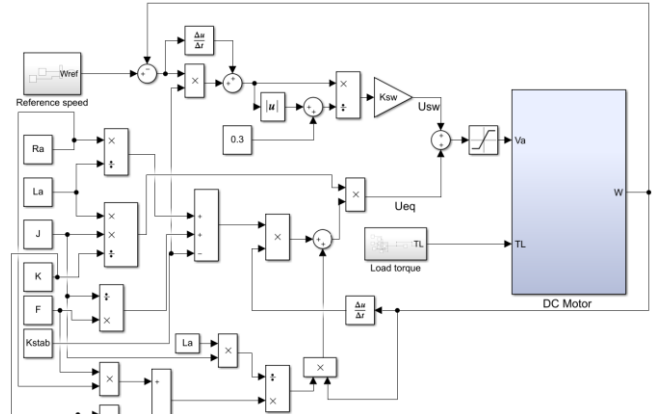 Δu
Δt
Wref
Reference speed
×
+
−
×
+
+
|u|
×
÷
Ksw
Usw
+
+
0.3
+
+
Ra
×
÷
Va
La
×
×
÷
×
Ueq
W
J
+
+
−
×
+
+
TL
TL
Load torque
K
F
÷
×
Δu
Δt
DC Motor
Kstab
La
×
×
÷
×
×
+